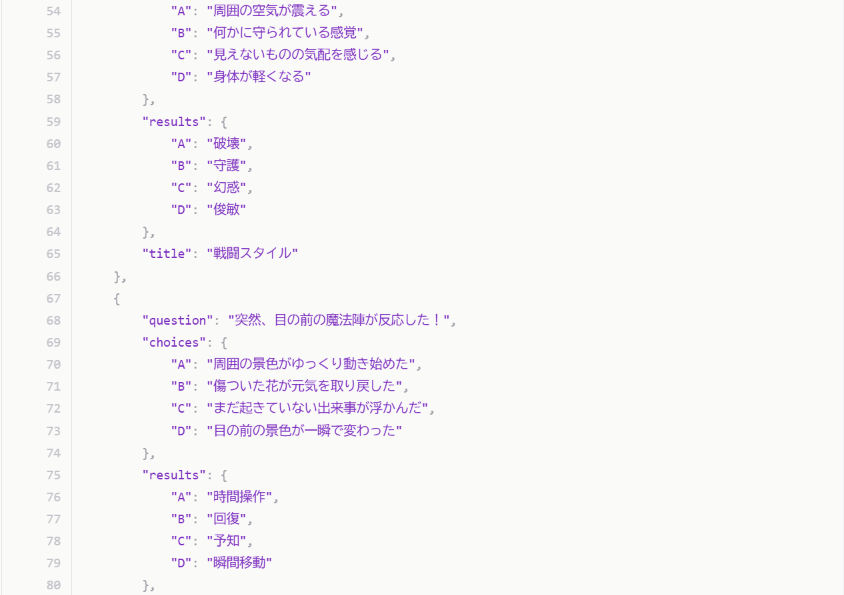 54 "A": "周囲の空気が震える",
55 "B": "何かに守られている感覚",
56 "C": "見えないものの気配を感じる",
57 "D": "身体が軽くなる"
58 },
59 "results": {
60 "A": "破壊",
61 "B": "守護",
62 "C": "幻惑",
63 "D": "俊敏"
64 },
65 "title": "戦闘スタイル"
66 },
67 {
68 "question": "突然、目の前の魔法陣が反応した！",
69 "choices": {
70 "A": "周囲の景色がゆっくり動き始めた",
71 "B": "傷ついた花が元気を取り戻した",
72 "C": "まだ起きていない出来事が浮かんだ",
73 "D": "目の前の景色が一瞬で変わった"
74 },
75 "results": {
76 "A": "時間操作",
77 "B": "回復",
78 "C": "予知",
79 "D": "瞬間移動"
80 },